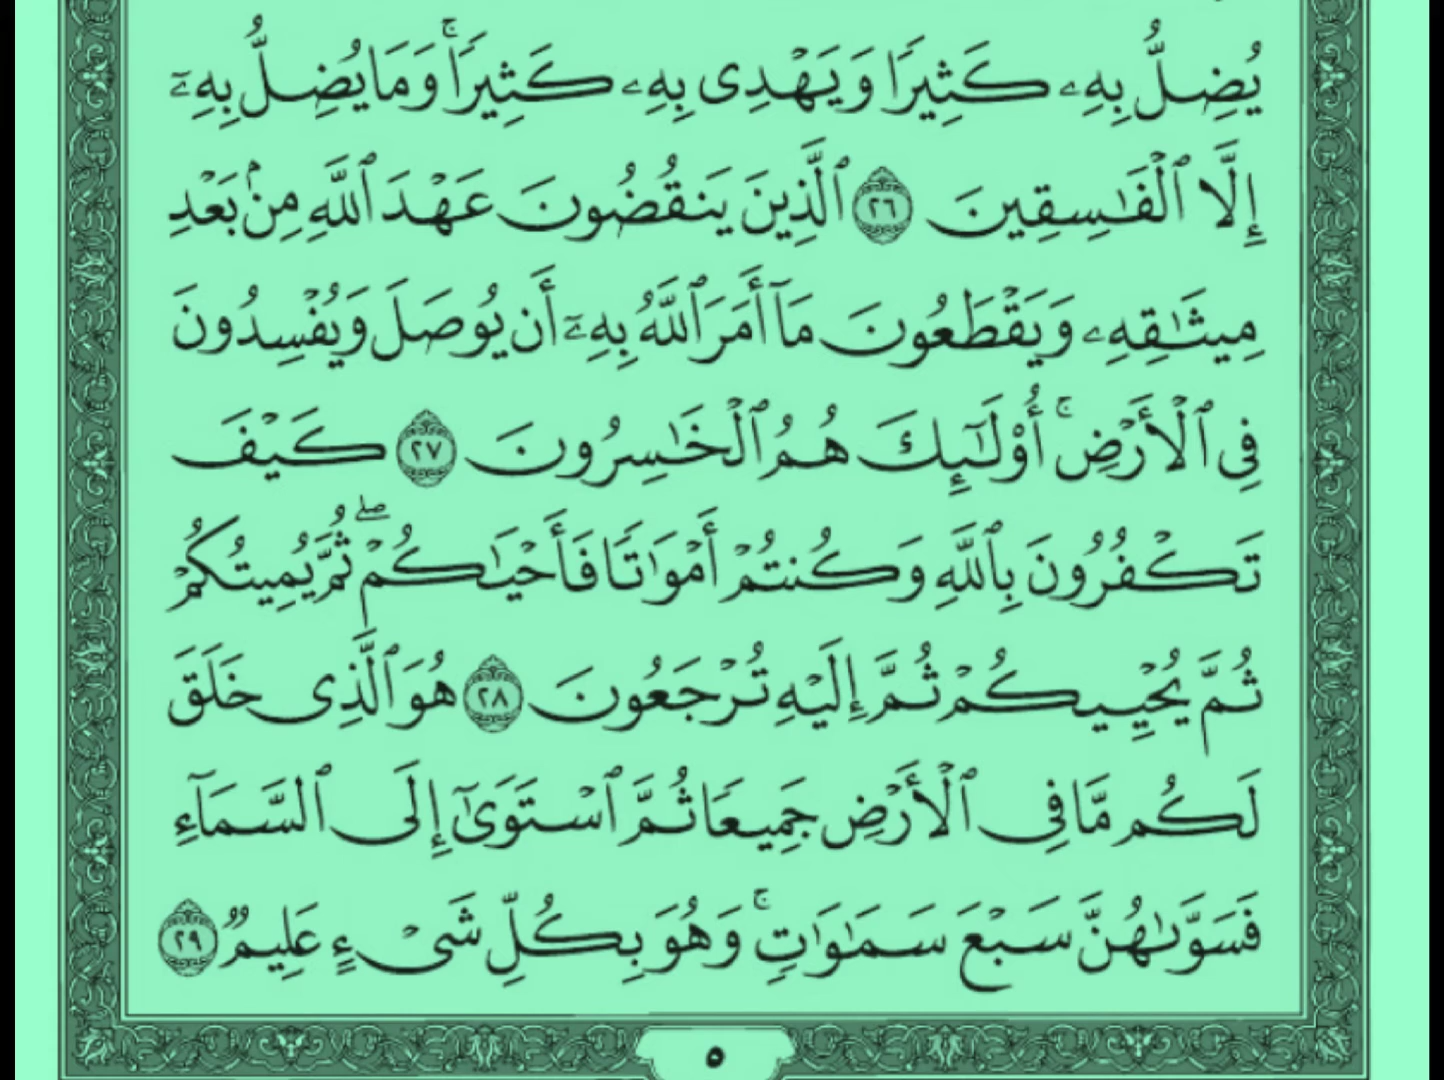 يُضِلُّ بِهِۦ كَثِيرًا وَيَهْدِى بِهِۦ كَثِيرًا ۚ وَمَا يُضِلُّ بِهِۦٓ
إِلَّا ٱلْفَـٰسِقِينَ ٢٦ ٱلَّذِينَ يَنقُضُونَ عَهْدَ ٱللَّهِ مِنۢ بَعْدِ
مِيثَـٰقِهِۦ وَيَقْطَعُونَ مَآ أَمَرَ ٱللَّهُ بِهِۦٓ أَن يُوصَلَ وَيُفْسِدُونَ
فِى ٱلْأَرْضِ ۚ أُو۟لَـٰٓئِكَ هُمُ ٱلْخَـٰسِرُونَ ٢٧ كَيْفَ
تَكْفُرُونَ بِٱللَّهِ وَكُنتُمْ أَمْوَٰتًا فَأَحْيَـٰكُمْ ۖ ثُمَّ يُمِيتُكُمْ
ثُمَّ يُحْيِيكُمْ ثُمَّ إِلَيْهِ تُرْجَعُونَ ٢٨ هُوَ ٱلَّذِى خَلَقَ
لَكُم مَّا فِى ٱلْأَرْضِ جَمِيعًا ثُمَّ ٱسْتَوَىٰٓ إِلَى ٱلسَّمَآءِ
فَسَوَّىٰهُنَّ سَبْعَ سَمَـٰوَٰتٍ ۚ وَهُوَ بِكُلِّ شَىْءٍ عَلِيمٌ ٢٩
٥